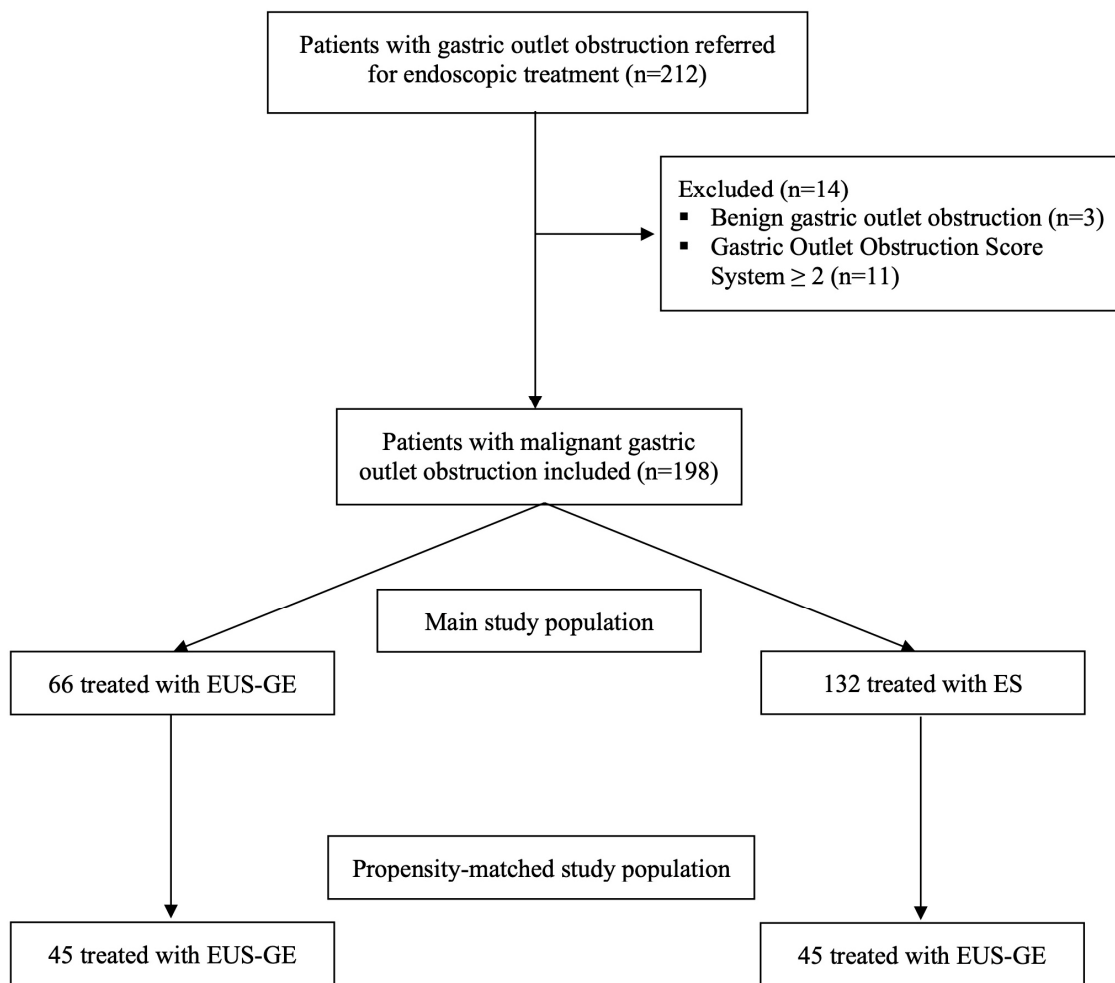 Patients with gastric outlet obstruction referred
for endoscopic treatment (n=212)
Excluded (n=14)
▪ Benign gastric outlet obstruction (n=3)
▪ Gastric Outlet Obstruction Score
System ≥ 2 (n=11)
Patients with malignant gastric
outlet obstruction included (n=198)
Main study population
66 treated with EUS-GE
132 treated with ES
Propensity-matched study population
45 treated with EUS-GE
45 treated with EUS-GE